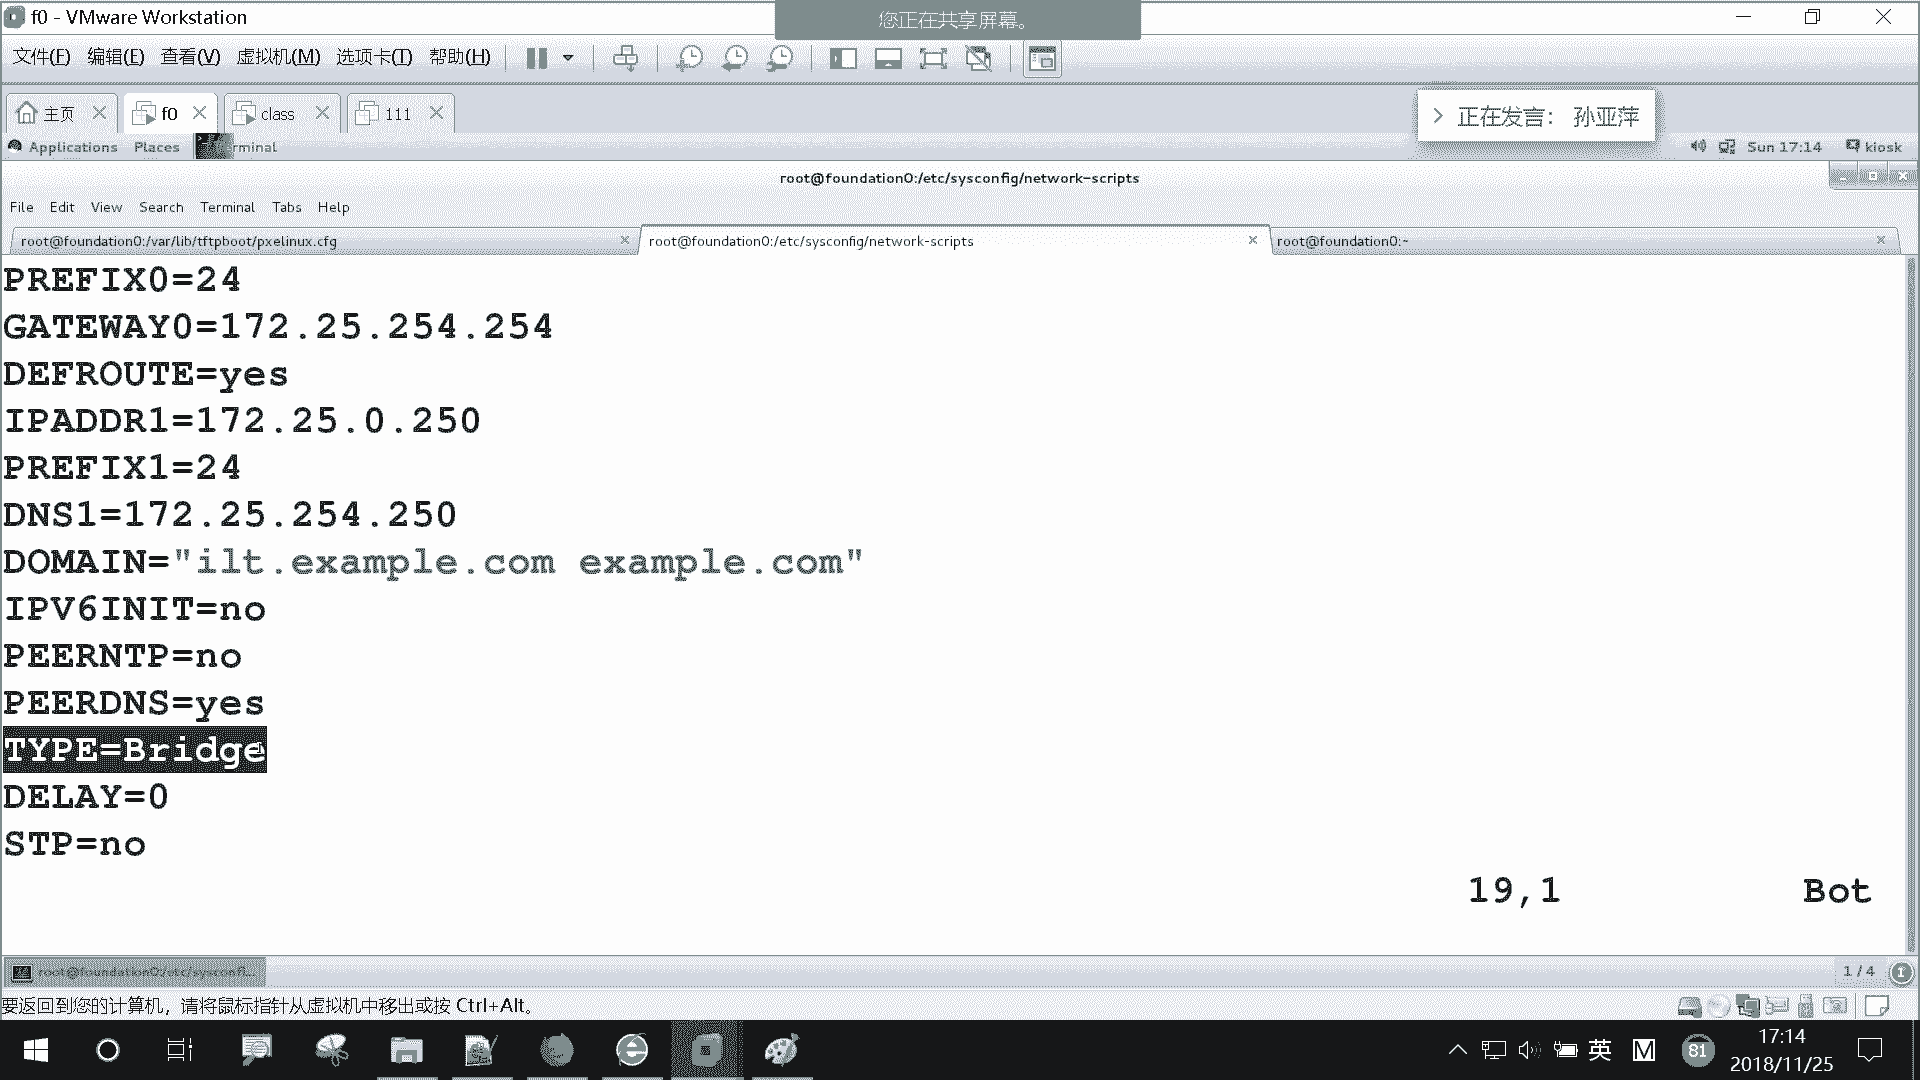 f0 - VMware Workstation
您正在共享屏幕。
文件(F) 编辑(E) 查看(V) 虚拟机(M) 选项卡(T) 帮助(H)
主页 f0 class 111
正在发言： 孙亚萍
Applications Places Sun 17:14 kiosk
root@foundation0:/etc/sysconfig/network-scripts
File Edit View Search Terminal Tabs Help
root@foundation0:/var/lib/tftpboot/pxelinux.cfg root@foundation0:/etc/sysconfig/network-scripts root@foundation0:~
PREFIX0=24
GATEWAY0=172.25.254.254
DEFROUTE=yes
IPADDR1=172.25.0.250
PREFIX1=24
DNS1=172.25.254.250
DOMAIN="ilt.example.com example.com"
IPV6INIT=no
PEERNTP=no
PEERDNS=yes
TYPE=Bridge
DELAY=0
STP=no
19,1 Bot
root@foundation0:/etc/sysconfi... 1 / 4
要返回到您的计算机，请将鼠标指针从虚拟机中移出或按 Ctrl+Alt。
英 M 81 17:14
2018/11/25